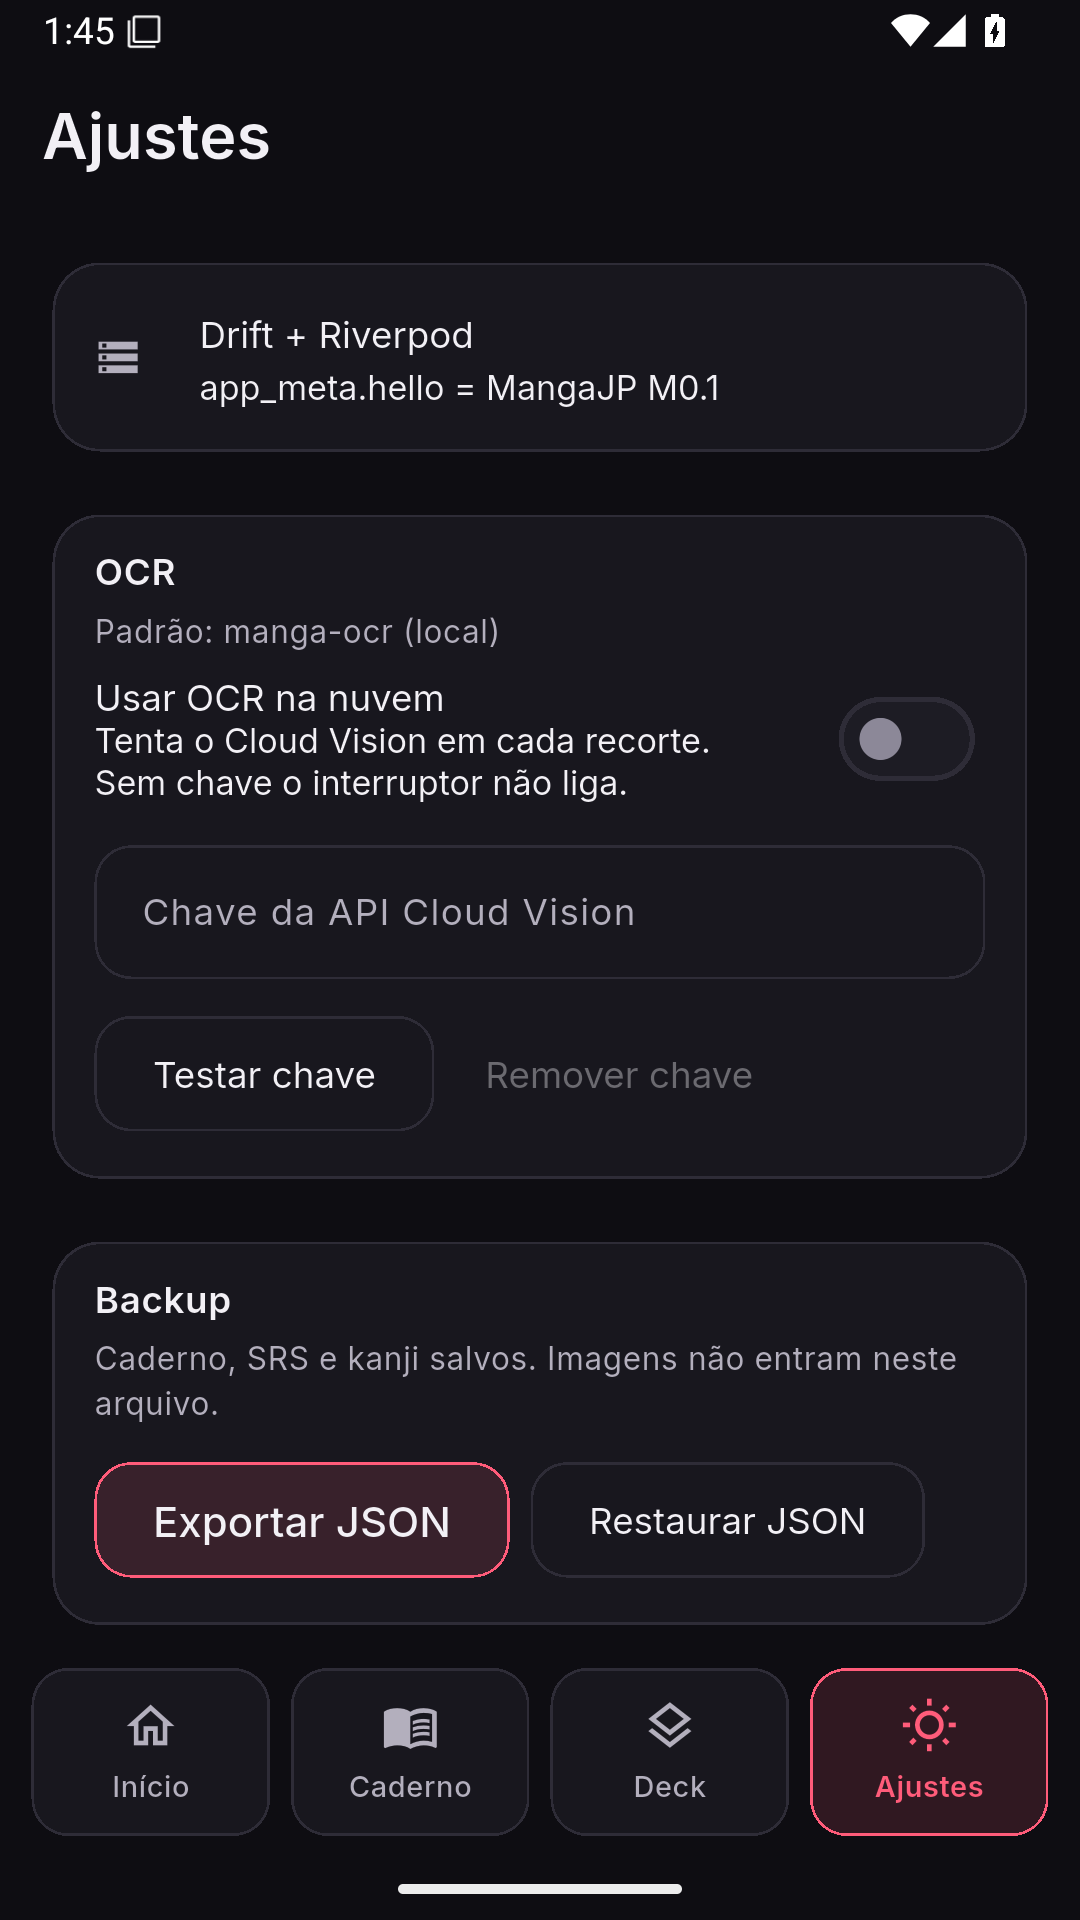 1:45
Ajustes
Drift + Riverpod
app_meta.hello = MangaJP M0.1
OCR
Padrão: manga-ocr (local)
Usar OCR na nuvem
Tenta o Cloud Vision em cada recorte.
Sem chave o interruptor não liga.
Chave da API Cloud Vision
Testar chave
Remover chave
Backup
Caderno, SRS e kanji salvos. Imagens não entram neste
arquivo.
Exportar JSON
Restaurar JSON
Início
Caderno
Deck
Ajustes